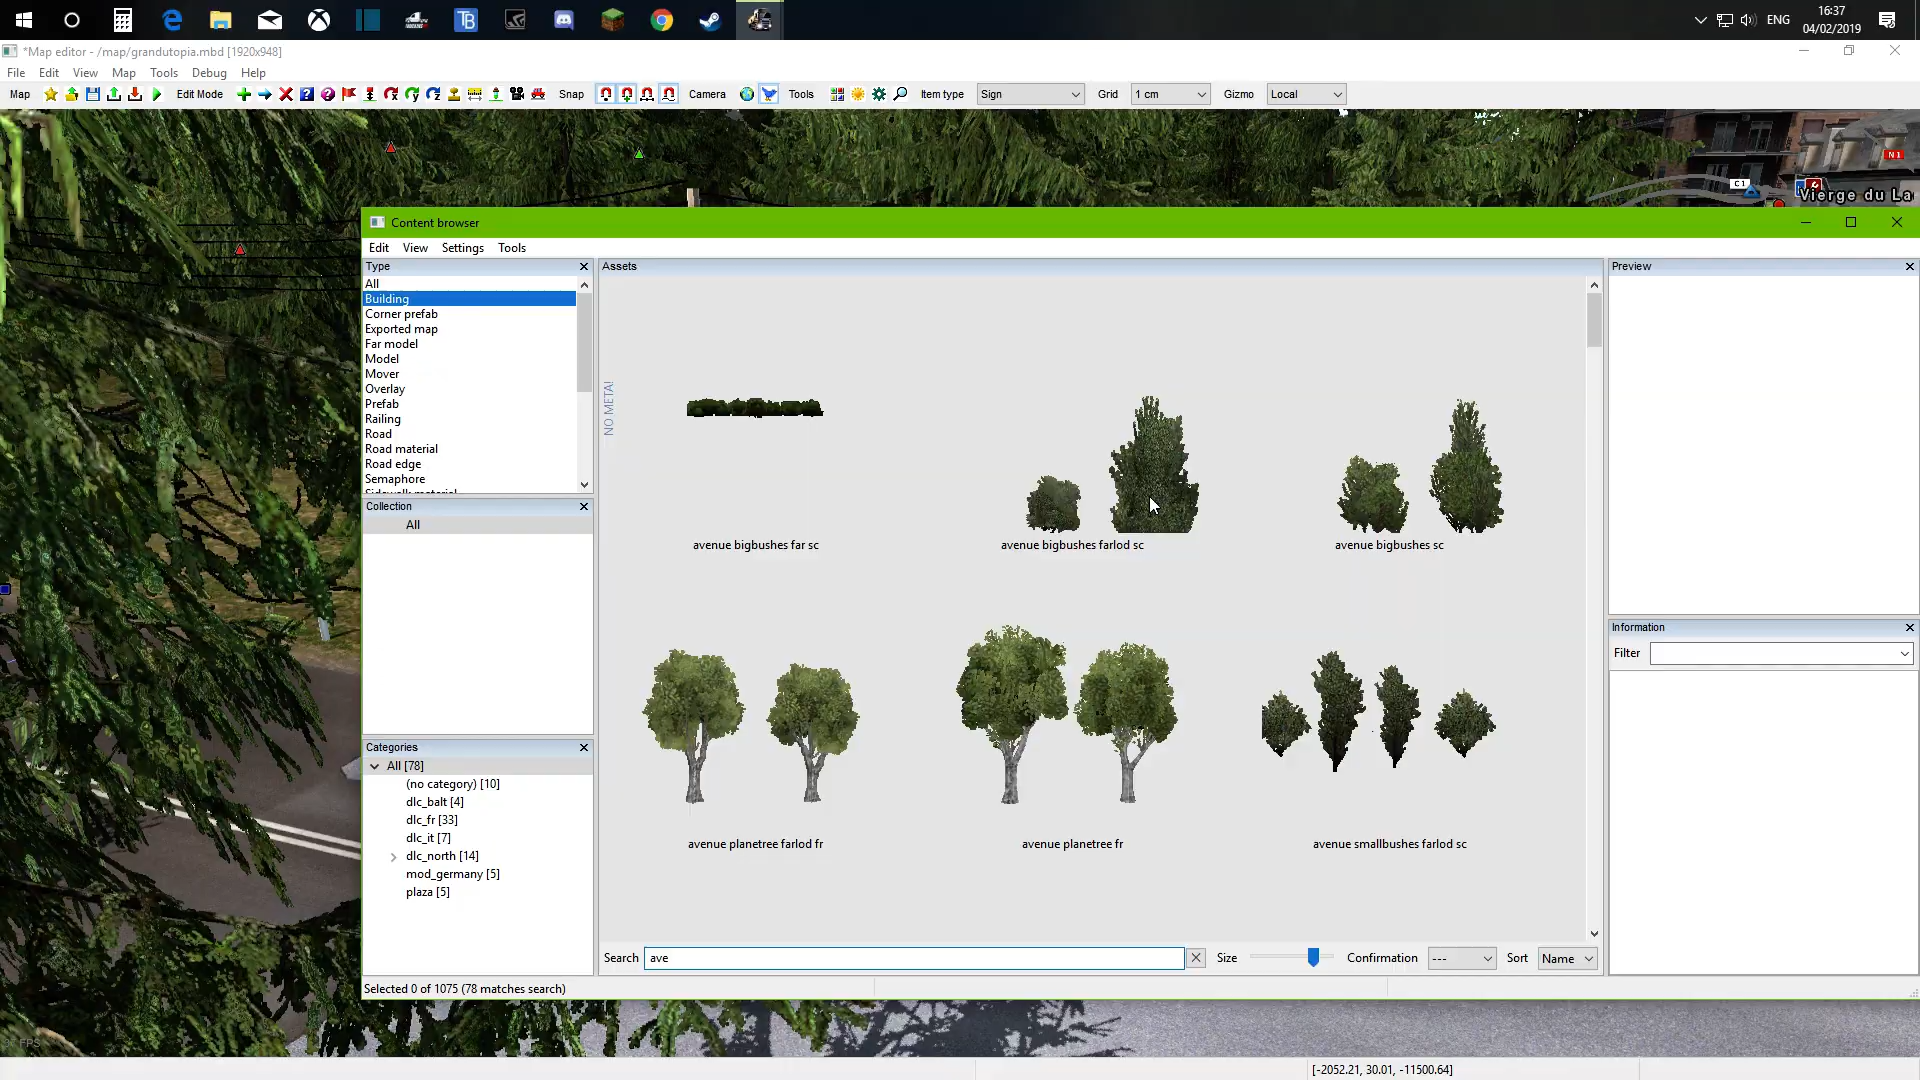 TB
ENG
16:37
04/02/2019
*Map editor - /map/grandutopia.mbd [1920x948]
File Edit View Map Tools Debug Help
Map Edit Mode Snap Camera Tools Item type Sign Grid 1 cm Gizmo Local
N 1
C 1
Vierge du La
Content browser
Edit View Settings Tools
Type
All
Building
Corner prefab
Exported map
Far model
Model
Mover
Overlay
Prefab
Railing
Road
Road material
Road edge
Semaphore
Sidewalk material
Collection
All
Categories
All [78]
(no category) [10]
dlc_balt [4]
dlc_fr [33]
dlc_it [7]
dlc_north [14]
mod_germany [5]
plaza [5]
Assets
NO META!
avenue bigbushes far sc
avenue bigbushes farlod sc
avenue bigbushes sc
avenue planetree farlod fr
avenue planetree fr
avenue smallbushes farlod sc
Search ave Size Confirmation --- Sort Name
Preview
Information
Filter
Selected 0 of 1075 (78 matches search)
[-2052.21, 30.01, -11500.64]